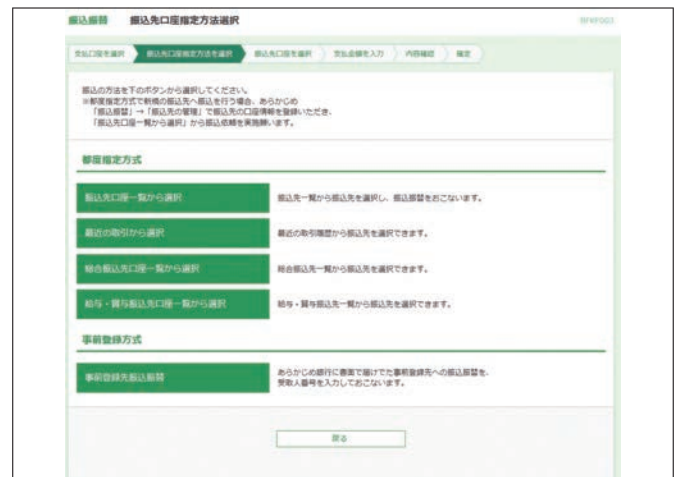 振込振替 振込先口座指定方法選択
BFKF003
支払口座を選択 振込先口座指定方法を選択 振込先口座を選択 支払金額を入力 内容確認 確定
振込の方法を下のボタンから選択してください。
※都度指定方式で新規の振込先へ振込を行う場合、あらかじめ
「振込振替」→「振込先の管理」で振込先の口座情報を登録いただき、
「振込先口座一覧から選択」から振込依頼を実施願います。
都度指定方式
振込先口座一覧から選択
振込先一覧から振込先を選択し、振込振替をおこないます。
最近の取引から選択
最近の取引履歴から振込先を選択できます。
総合振込先口座一覧から選択
総合振込先一覧から振込先を選択できます。
給与・賞与振込先口座一覧から選択
給与・賞与振込先一覧から振込先を選択できます。
事前登録方式
事前登録先振込振替
あらかじめ銀行に書面で届けでた事前登録先への振込振替を、
受取人番号を入力しておこないます。
戻る